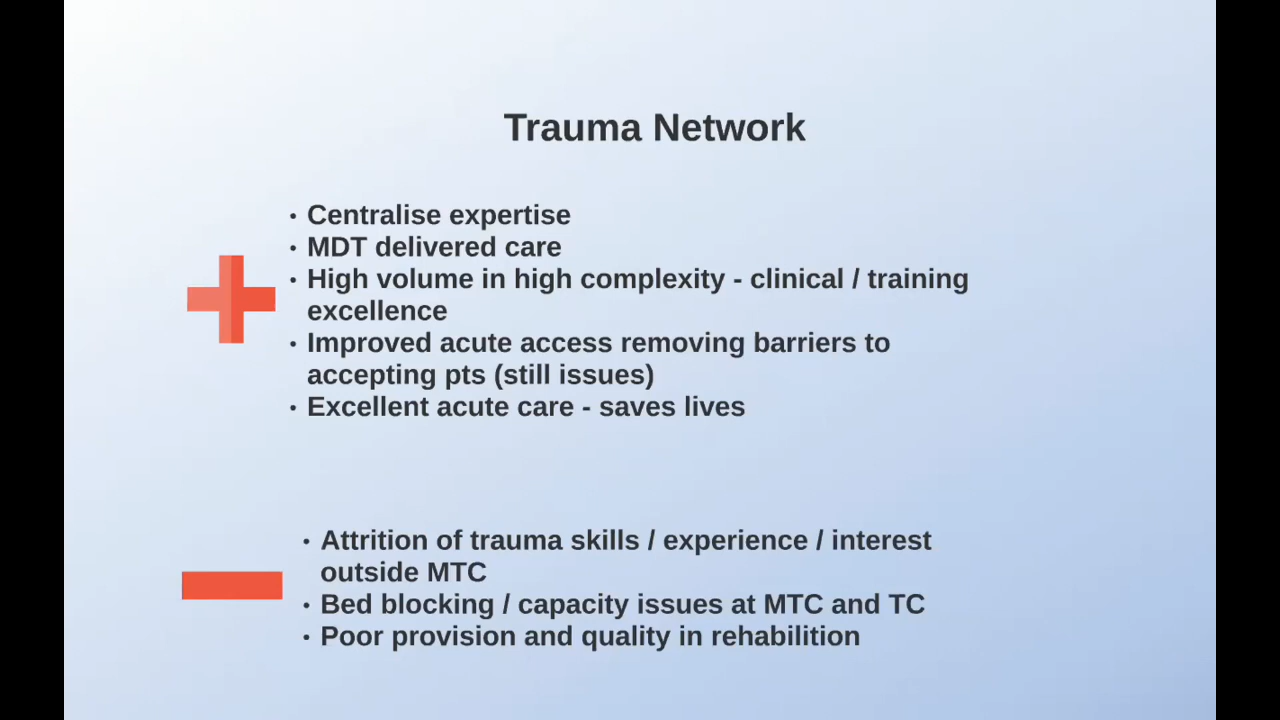 Trauma Network
• Centralise expertise
• MDT delivered care
• High volume in high complexity - clinical / training
excellence
• Improved acute access removing barriers to
accepting pts (still issues)
• Excellent acute care - saves lives
• Attrition of trauma skills / experience / interest
outside MTC
• Bed blocking / capacity issues at MTC and TC
• Poor provision and quality in rehabilition